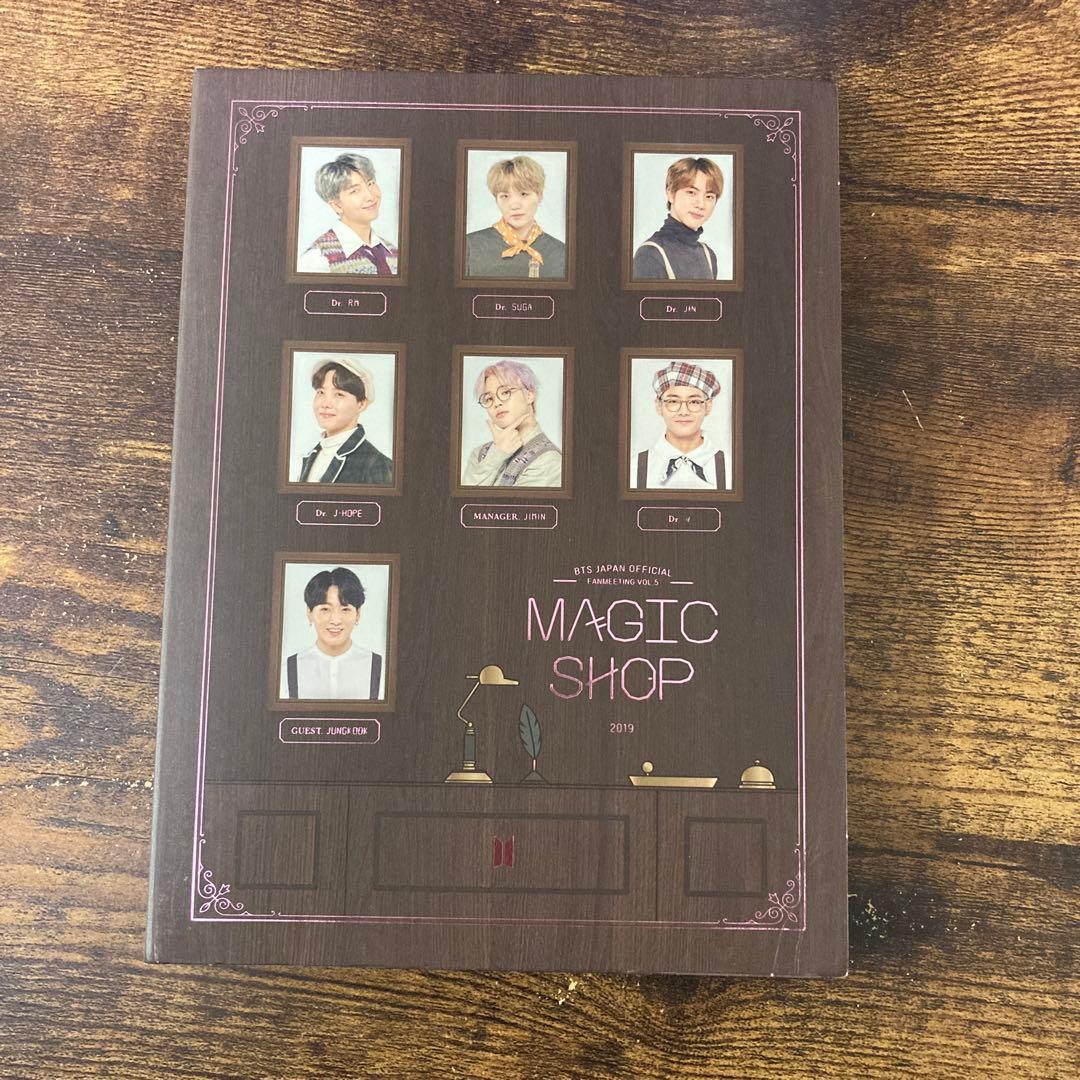 Dr. RM
Dr. SUGA
Dr. JIN
Dr. J-HOPE
MANAGER. JIMIN
Dr. V
GUEST. JUNGKOOK
BTS JAPAN OFFICIAL
FANMEETING VOL.5
MAGIC
SHOP
2019